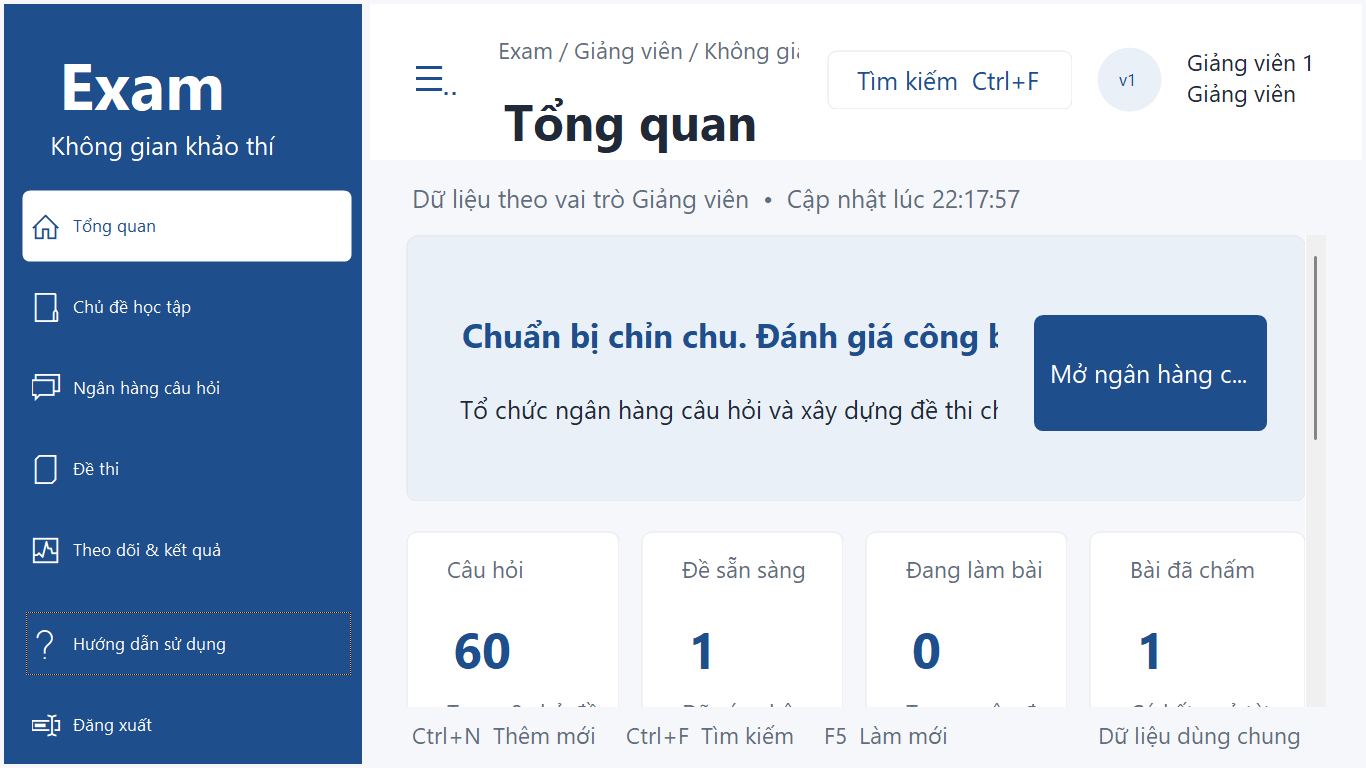 Exam
Không gian khảo thí
Tổng quan
Chủ đề học tập
Ngân hàng câu hỏi
Đề thi
Theo dõi & kết quả
Hướng dẫn sử dụng
Đăng xuất
Exam / Giảng viên / Không
Tổng quan
Tìm kiếm Ctrl+F
v1
Giảng viên 1
Giảng viên
Dữ liệu theo vai trò Giảng viên • Cập nhật lúc 22:17:57
Chuẩn bị chỉn chu. Đánh giá công
Tổ chức ngân hàng câu hỏi và xây dựng đề thi
Mở ngân hàng c...
Câu hỏi
60
Đề sẵn sàng
1
Đang làm bài
0
Bài đã chấm
1
Ctrl+N Thêm mới Ctrl+F Tìm kiếm F5 Làm mới Dữ liệu dùng chung